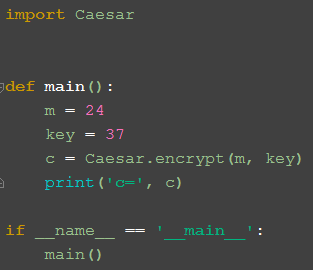 import Caesar
def main():
    m = 24
    key = 37
    c = Caesar.encrypt(m, key)
    print('c=', c)
if __name__ == '__main__':
    main()